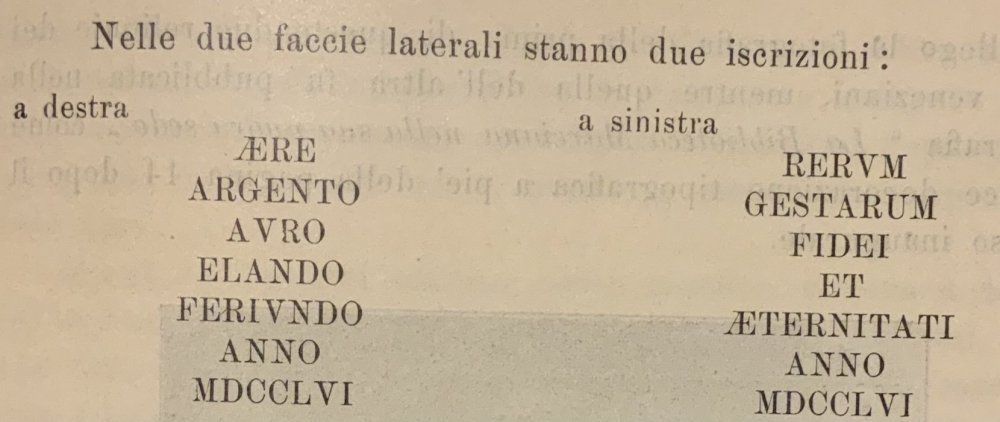 Nelle due faccie laterali stanno due iscrizioni:
a destra
ÆRE
ARGENTO
AVRO
ELANDO
FERIVNDO
ANNO
MDCCLVI
a sinistra
RERVM
GESTARUM
FIDEI
ET
ÆTERNITATI
ANNO
MDCCLVI